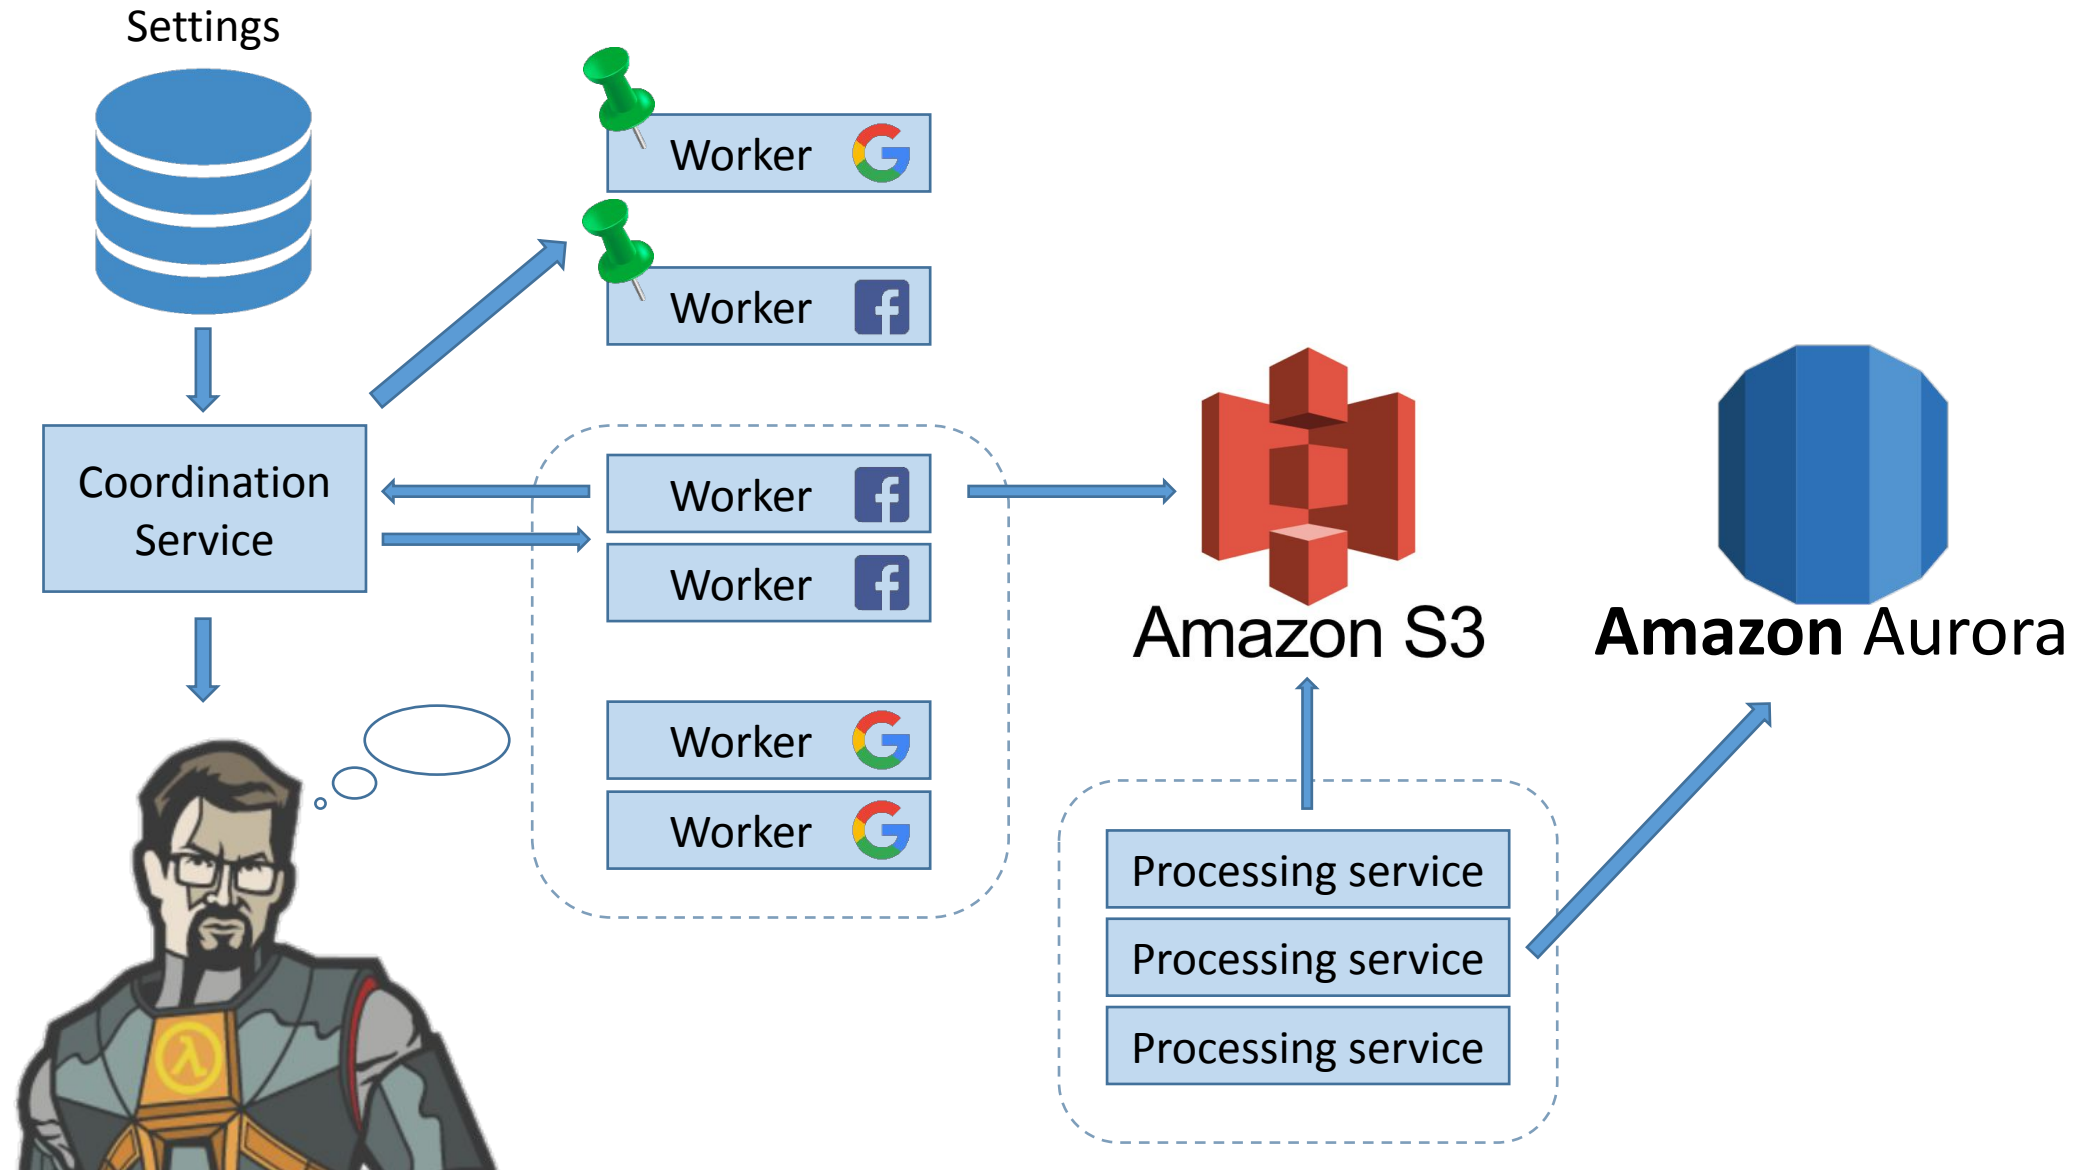 Settings
Worker
Worker
Coordination
Service
Worker
Worker
Worker
Worker
Amazon S3
Amazon Aurora
Processing service
Processing service
Processing service
λ